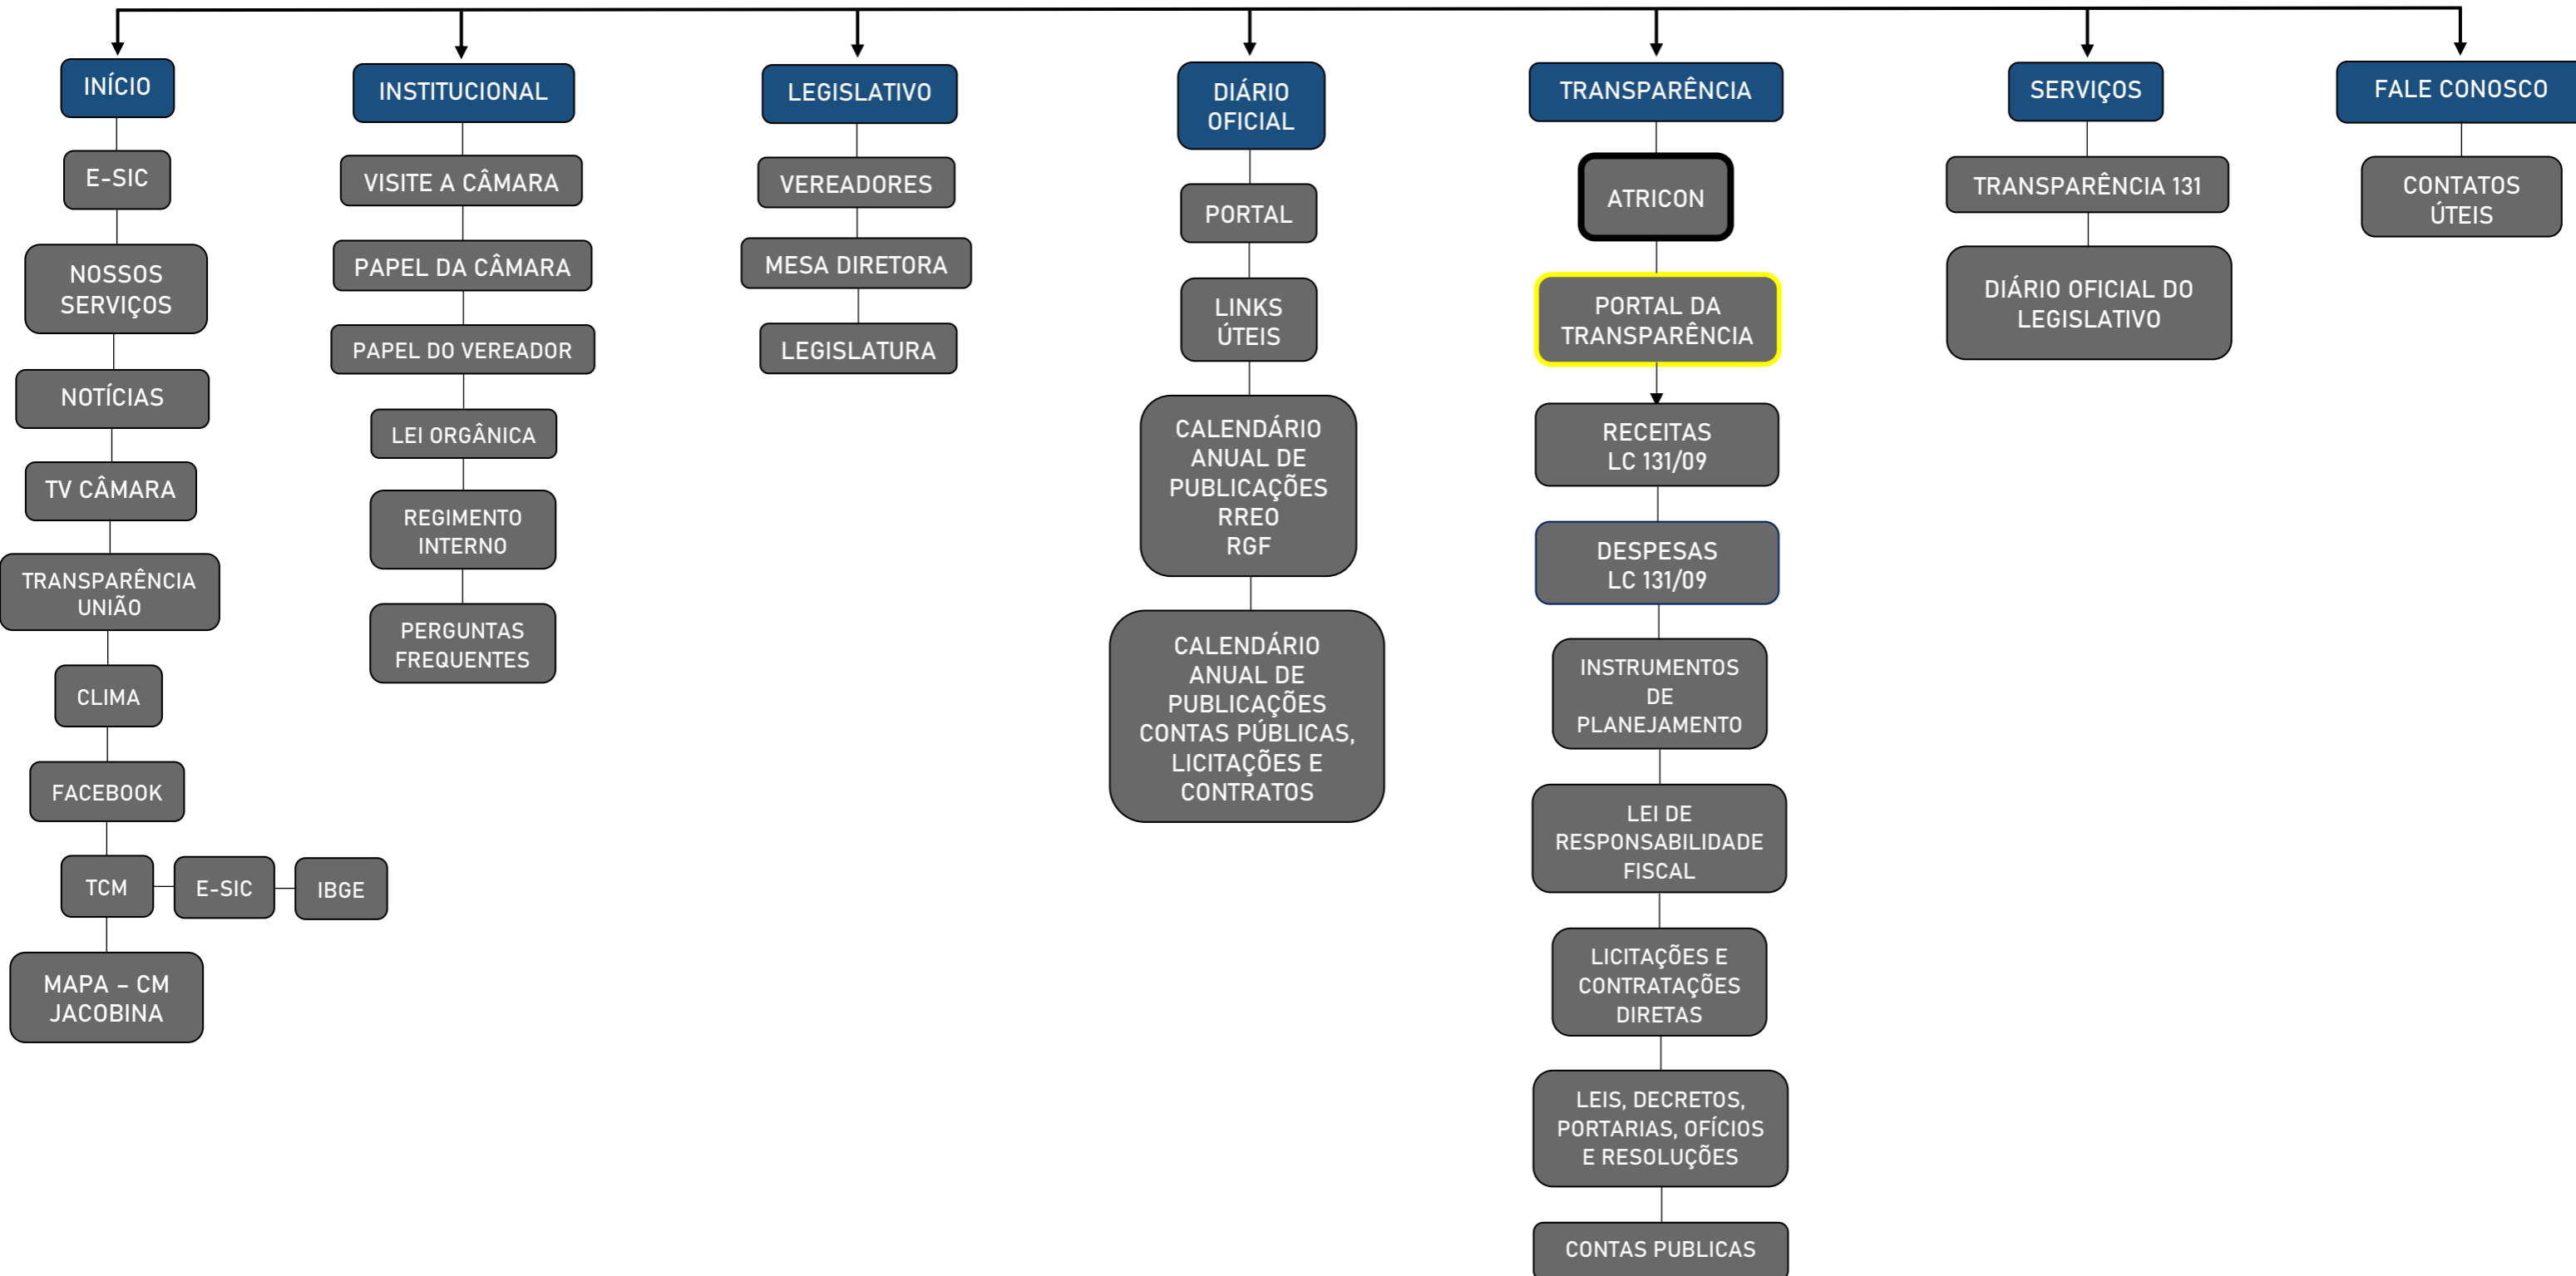 INÍCIO
E-SIC
NOSSOS
SERVIÇOS
NOTÍCIAS
TV CÂMARA
TRANSPARÊNCIA
UNIÃO
CLIMA
FACEBOOK
TCM
E-SIC
IBGE
MAPA – CM
JACOBINA
INSTITUCIONAL
VISITE A CÂMARA
PAPEL DA CÂMARA
PAPEL DO VEREADOR
LEI ORGÂNICA
REGIMENTO
INTERNO
PERGUNTAS
FREQUENTES
LEGISLATIVO
VEREADORES
MESA DIRETORA
LEGISLATURA
DIÁRIO
OFICIAL
PORTAL
LINKS
ÚTEIS
CALENDÁRIO
ANUAL DE
PUBLICAÇÕES
RREO
RGF
CALENDÁRIO
ANUAL DE
PUBLICAÇÕES
CONTAS PÚBLICAS,
LICITAÇÕES E
CONTRATOS
TRANSPARÊNCIA
ATRICON
PORTAL DA
TRANSPARÊNCIA
RECEITAS
LC 131/09
DESPESAS
LC 131/09
INSTRUMENTOS
DE
PLANEJAMENTO
LEI DE
RESPONSABILIDADE
FISCAL
LICITAÇÕES E
CONTRATAÇÕES
DIRETAS
LEIS, DECRETOS,
PORTARIAS, OFÍCIOS
E RESOLUÇÕES
CONTAS PUBLICAS
SERVIÇOS
TRANSPARÊNCIA 131
DIÁRIO OFICIAL DO
LEGISLATIVO
FALE CONOSCO
CONTATOS
ÚTEIS